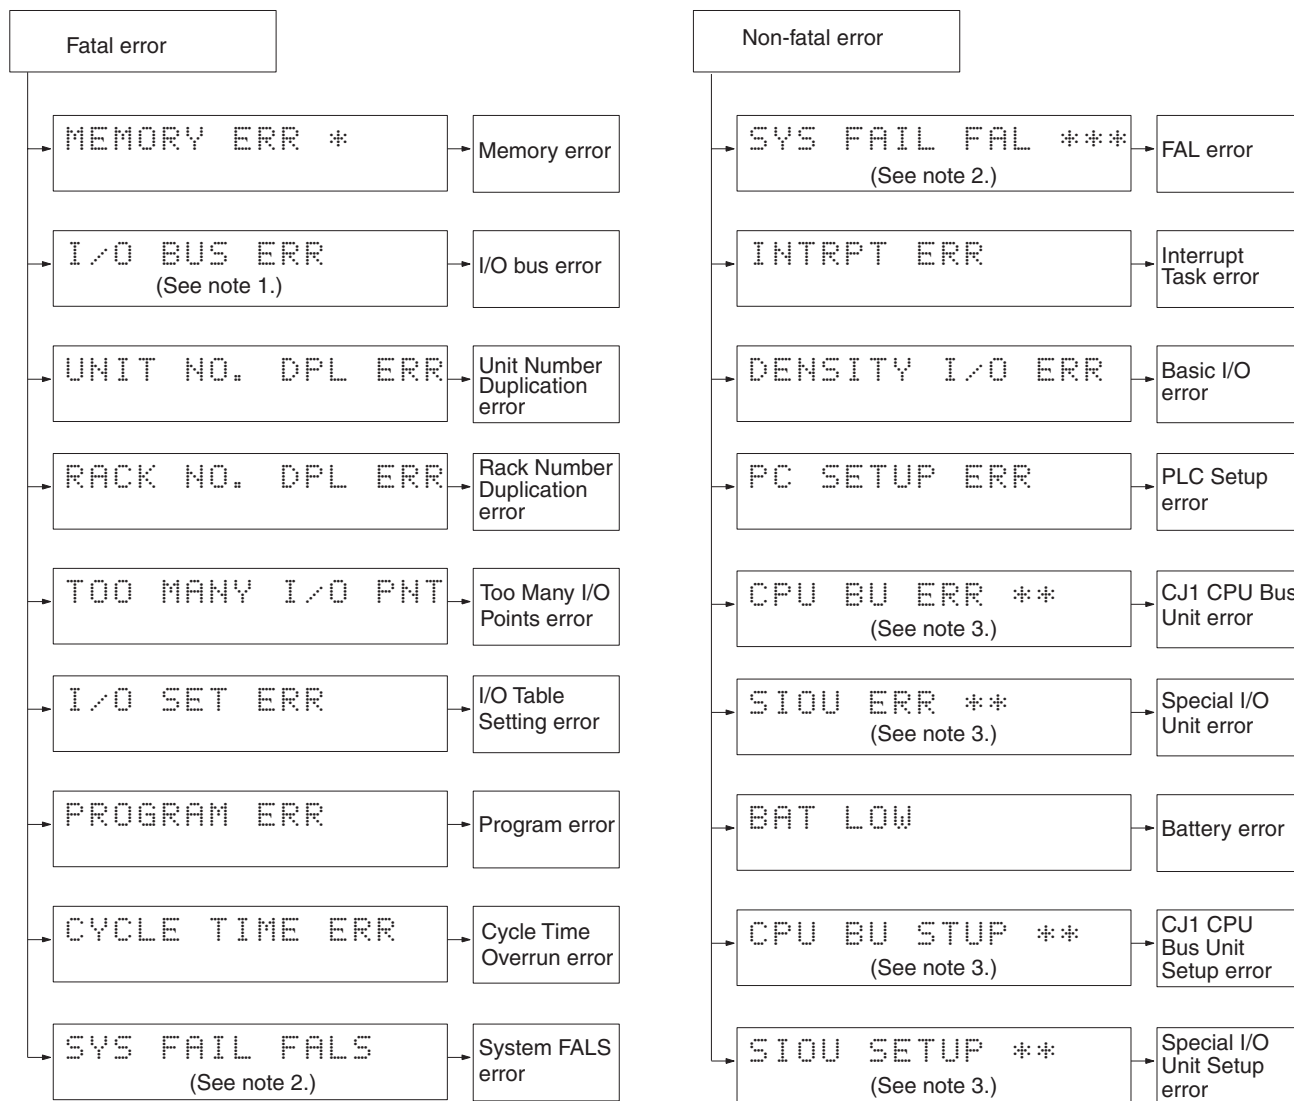 Fatal error
MEMORY ERR *
Memory error
I/O BUS ERR
(See note 1.)
I/O bus error
UNIT NO. DPL ERR
Unit Number
Duplication
error
RACK NO. DPL ERR
Rack Number
Duplication
error
TOO MANY I/O PNT
Too Many I/O
Points error
I/O SET ERR
I/O Table
Setting error
PROGRAM ERR
Program error
CYCLE TIME ERR
Cycle Time
Overrun error
SYS FAIL FALS
(See note 2.)
System FALS
error
Non-fatal error
SYS FAIL FAL ***
(See note 2.)
FAL error
INTRPT ERR
Interrupt
Task error
DENSITY I/O ERR
Basic I/O
error
PC SETUP ERR
PLC Setup
error
CPU BU ERR **
(See note 3.)
CJ1 CPU Bus
Unit error
SIOU ERR **
(See note 3.)
Special I/O
Unit error
BAT LOW
Battery error
CPU BU STUP **
(See note 3.)
CJ1 CPU
Bus Unit
Setup error
SIOU SETUP **
(See note 3.)
Special I/O
Unit Setup
error